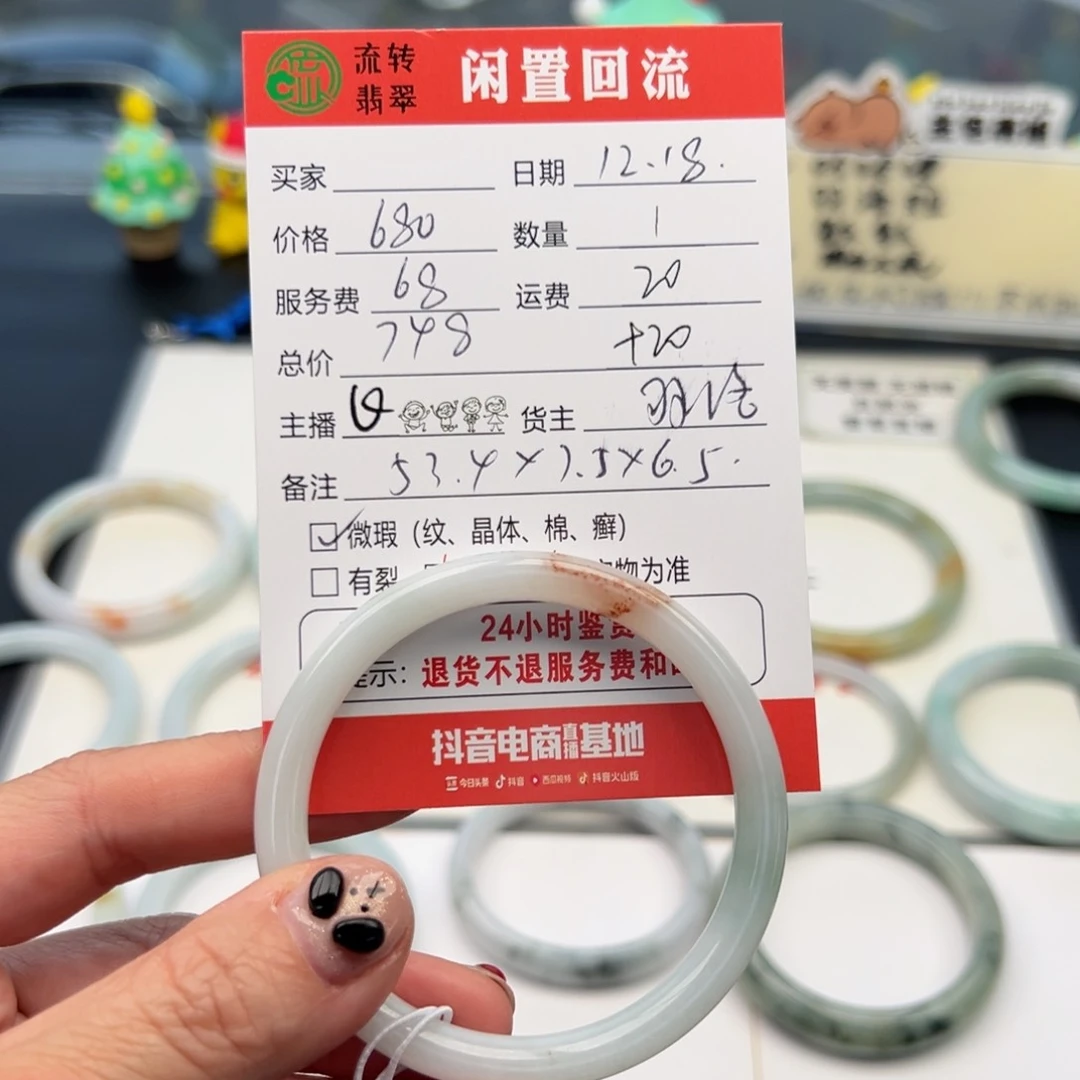 流转
翡翠
闲置回流
买家 日期 12.18.
价格 680 数量 1
服务费 68 运费 20
总价 748 +20
主播 货主
备注 53.4×7.5×6.5.
☑微瑕（纹、晶体、棉、癣）
□有裂 物为准
24小时鉴赏
示：退货不退服务费和
抖音电商直播基地
今日头条 抖音 西瓜视频 抖音火山版